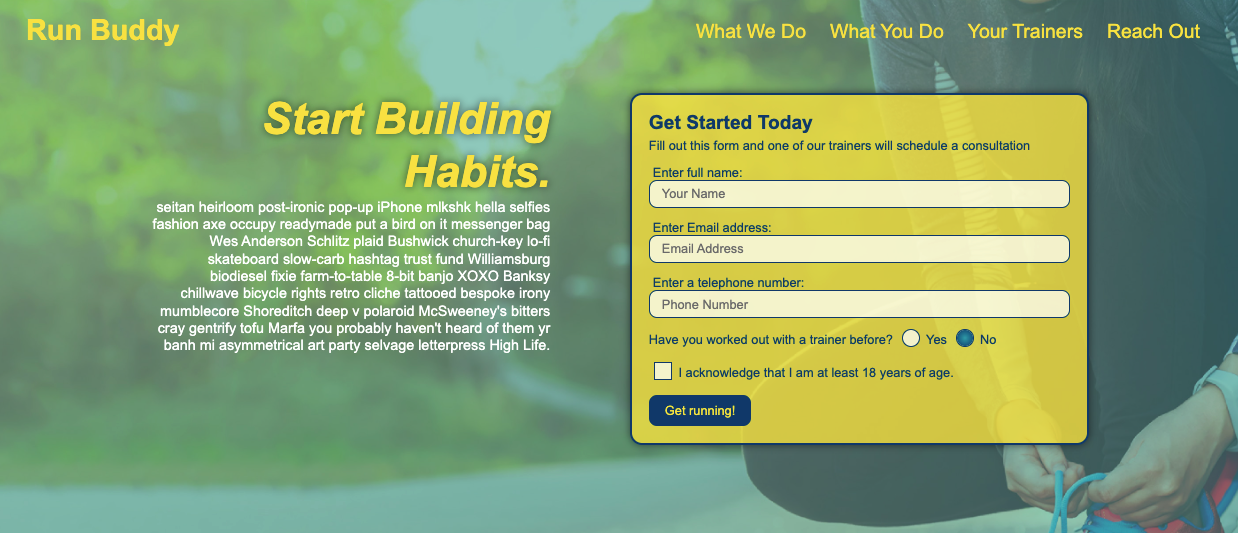 Run Buddy
What We Do
What You Do
Your Trainers
Reach Out
Start Building
Habits.
seitan heirloom post-ironic pop-up iPhone mlkshk hella selfies
fashion axe occupy readymade put a bird on it messenger bag
Wes Anderson Schlitz plaid Bushwick church-key lo-fi
skateboard slow-carb hashtag trust fund Williamsburg
biodiesel fixie farm-to-table 8-bit banjo XOXO Banksy
chillwave bicycle rights retro cliche tattooed bespoke irony
mumblecore Shoreditch deep v polaroid McSweeney's bitters
cray gentrify tofu Marfa you probably haven't heard of them yr
banh mi asymmetrical art party selvage letterpress High Life.
Get Started Today
Fill out this form and one of our trainers will schedule a consultation
Enter full name:
Your Name
Enter Email address:
Email Address
Enter a telephone number:
Phone Number
Have you worked out with a trainer before? Yes No
I acknowledge that I am at least 18 years of age.
Get running!